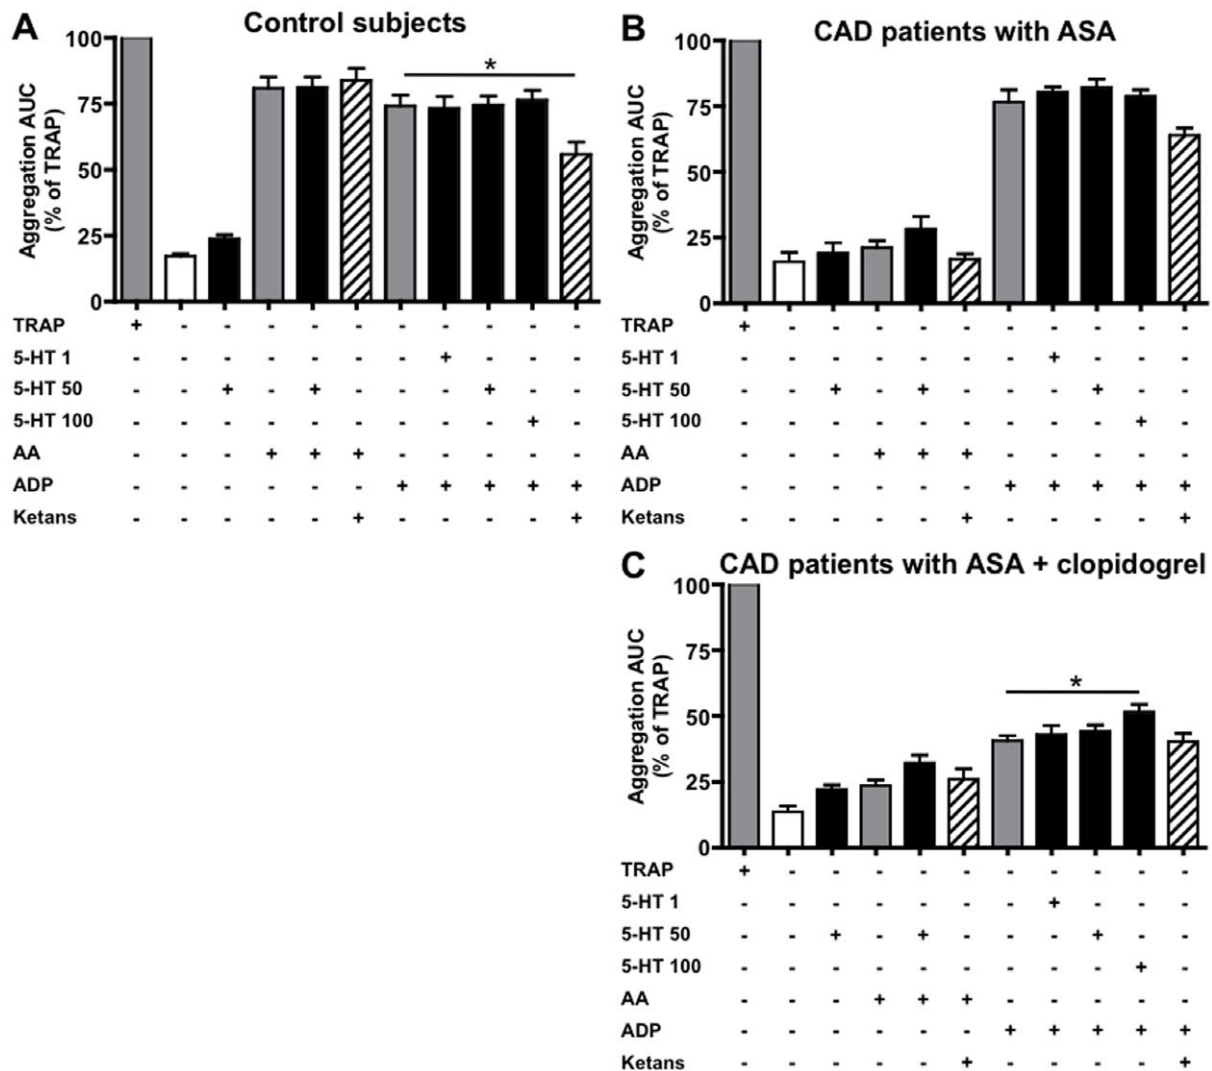 A
Control subjects
Aggregation AUC
(% of TRAP)
100
75
50
25
0
*
TRAP + - - - - - - - - - -
5-HT 1 - - - - - - - + - - -
5-HT 50 - - + - + - - - + - -
5-HT 100 - - - - - - - - - + -
AA - - - + + + - - - - -
ADP - - - - - - + + + + +
Ketans - - - - - + - - - - +
B
CAD patients with ASA
Aggregation AUC
(% of TRAP)
100
75
50
25
0
TRAP + - - - - - - - - - -
5-HT 1 - - - - - - - + - - -
5-HT 50 - - + - + - - - + - -
5-HT 100 - - - - - - - - - + -
AA - - - + + + - - - - -
ADP - - - - - - + + + + +
Ketans - - - - - + - - - - +
C
CAD patients with ASA + clopidogrel
Aggregation AUC
(% of TRAP)
100
75
50
25
0
*
TRAP + - - - - - - - - - -
5-HT 1 - - - - - - - + - - -
5-HT 50 - - + - + - - - + - -
5-HT 100 - - - - - - - - - + -
AA - - - + + + - - - - -
ADP - - - - - - + + + + +
Ketans - - - - - + - - - - +